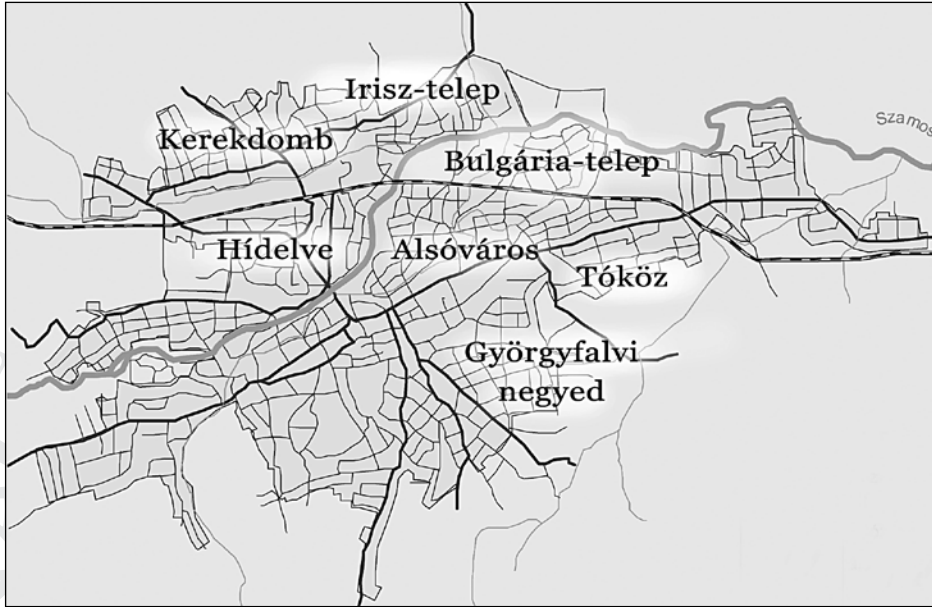 Irisz-telep
Szamos
Kerekdomb
Bulgária-telep
Hídelve
Alsóváros
Tóköz
Györgyfalvi
negyed